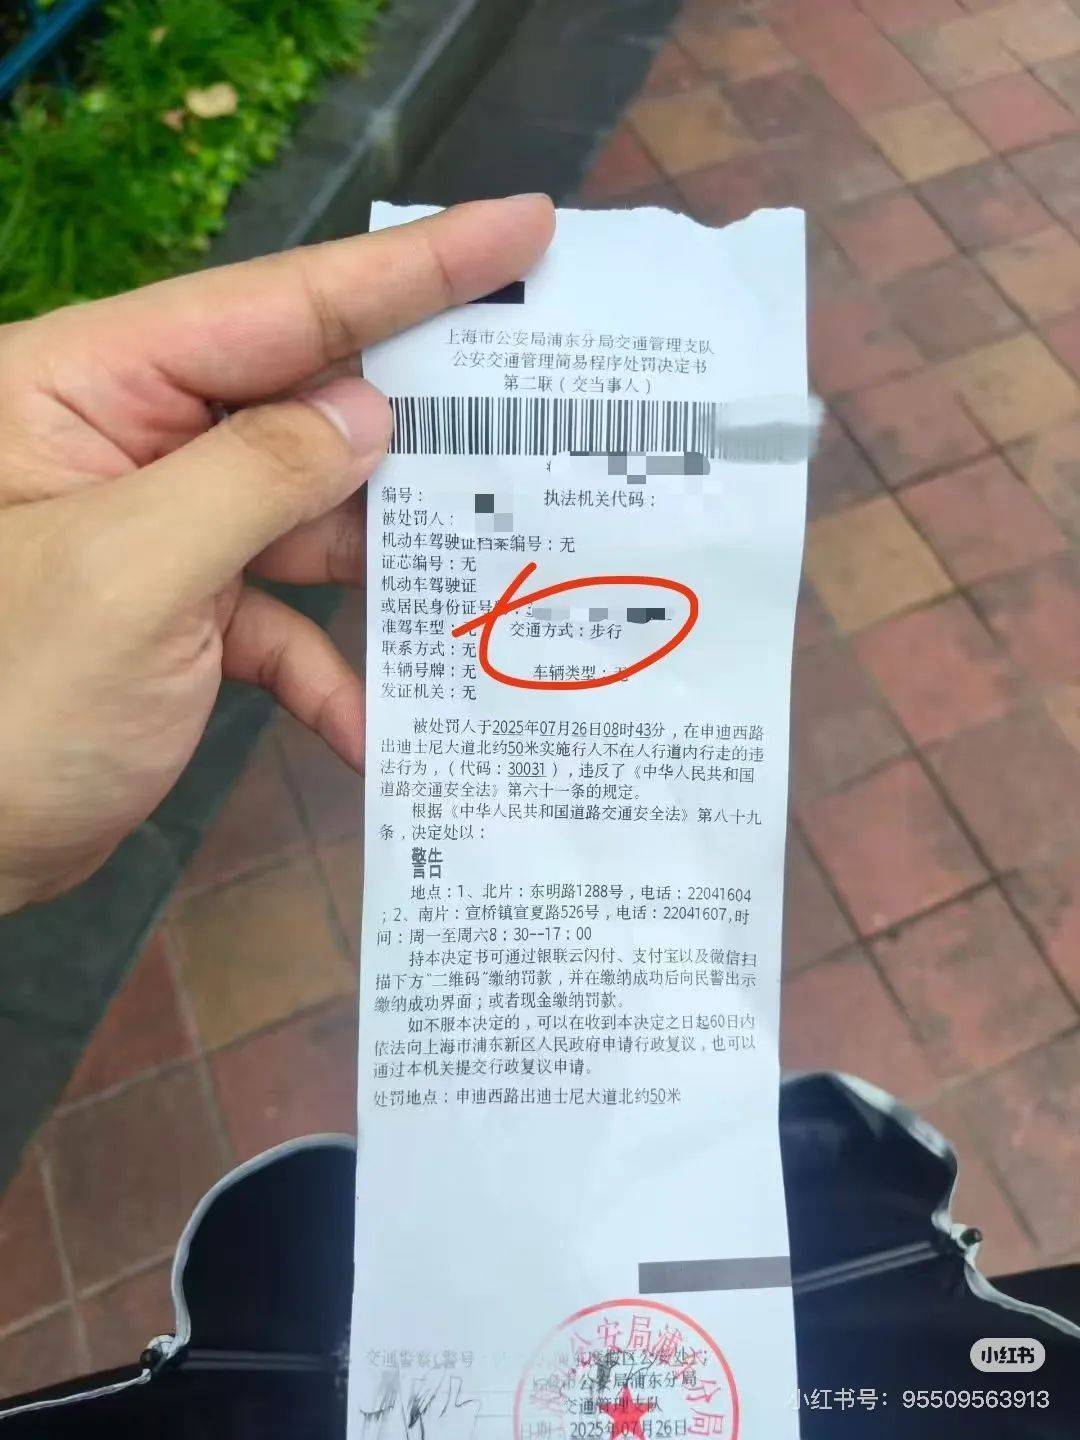 上海市公安局浦东分局交通管理支队
公安交通管理简易程序处罚决定书
第二联（交当事人）
编号：
执法机关代码：
被处罚人：
机动车驾驶证档案编号：无
证芯编号：无
机动车驾驶证
或居民身份证号
准驾车型：无 交通方式：步行
联系方式：无
车辆号牌：无 车辆类型：无
发证机关：无
被处罚人于2025年07月26日08时43分，在申迪西路
出迪士尼大道北约50米实施行人不在人行道内行走的违
法行为，（代码：30031），违反了《中华人民共和国
道路交通安全法》第六十一条的规定。
根据《中华人民共和国道路交通安全法》第八十九
条，决定处以：
警告
地点：1、北片：东明路1288号，电话：22041604
；2、南片：宣桥镇宣夏路526号，电话：22041607,时
间：周一至周六8：30--17：00
持本决定书可通过银联云闪付、支付宝以及微信扫
描下方“二维码”缴纳罚款，并在缴纳成功后向民警出示
缴纳成功界面；或者现金缴纳罚款。
如不服本决定的，可以在收到本决定之日起60日内
依法向上海市浦东新区人民政府申请行政复议，也可以
通过本机关提交行政复议申请。
处罚地点：申迪西路出迪士尼大道北约50米
交通警察（警号
度假区公安处
市公安局浦东分局
交通管理支队
日期：2025年07月26日
小红书
小红书号：95509563913